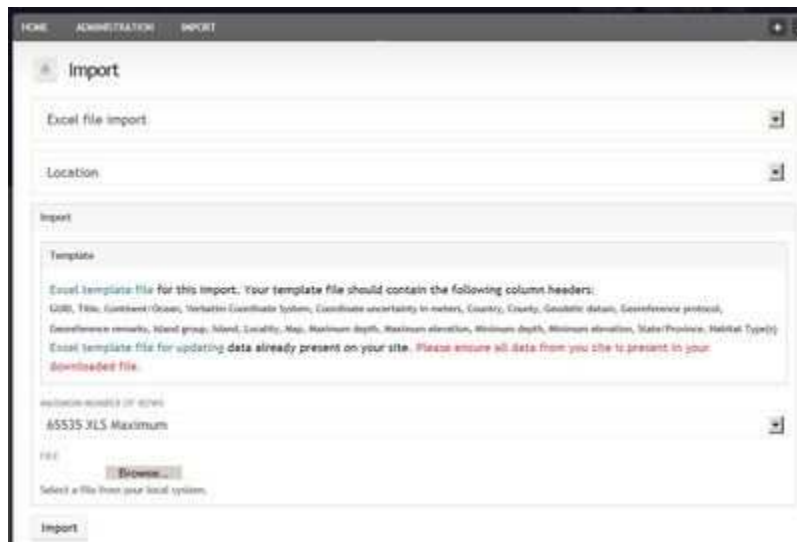 HOME ADMINISTRATION IMPORT
Import
Excel file import
Location
Import
Template
Excel template file for this import. Your template file should contain the following column headers:
GUID, Title, Continent/Ocean, Verbatim Coordinate System, Coordinate uncertainty in meters, Country, County, Geodetic datum, Georeference protocol,
Georeference remarks, Island group, Island, Locality, Map, Maximum depth, Maximum elevation, Minimum depth, Minimum elevation, State/Province, Habitat Type(s)
Excel template file for updating data already present on your site. Please ensure all data from you site is present in your
downloaded file.
MAXIMUM NUMBER OF ROWS
65535 XLS Maximum
FILE
Browse...
Select a file from your local system.
Import